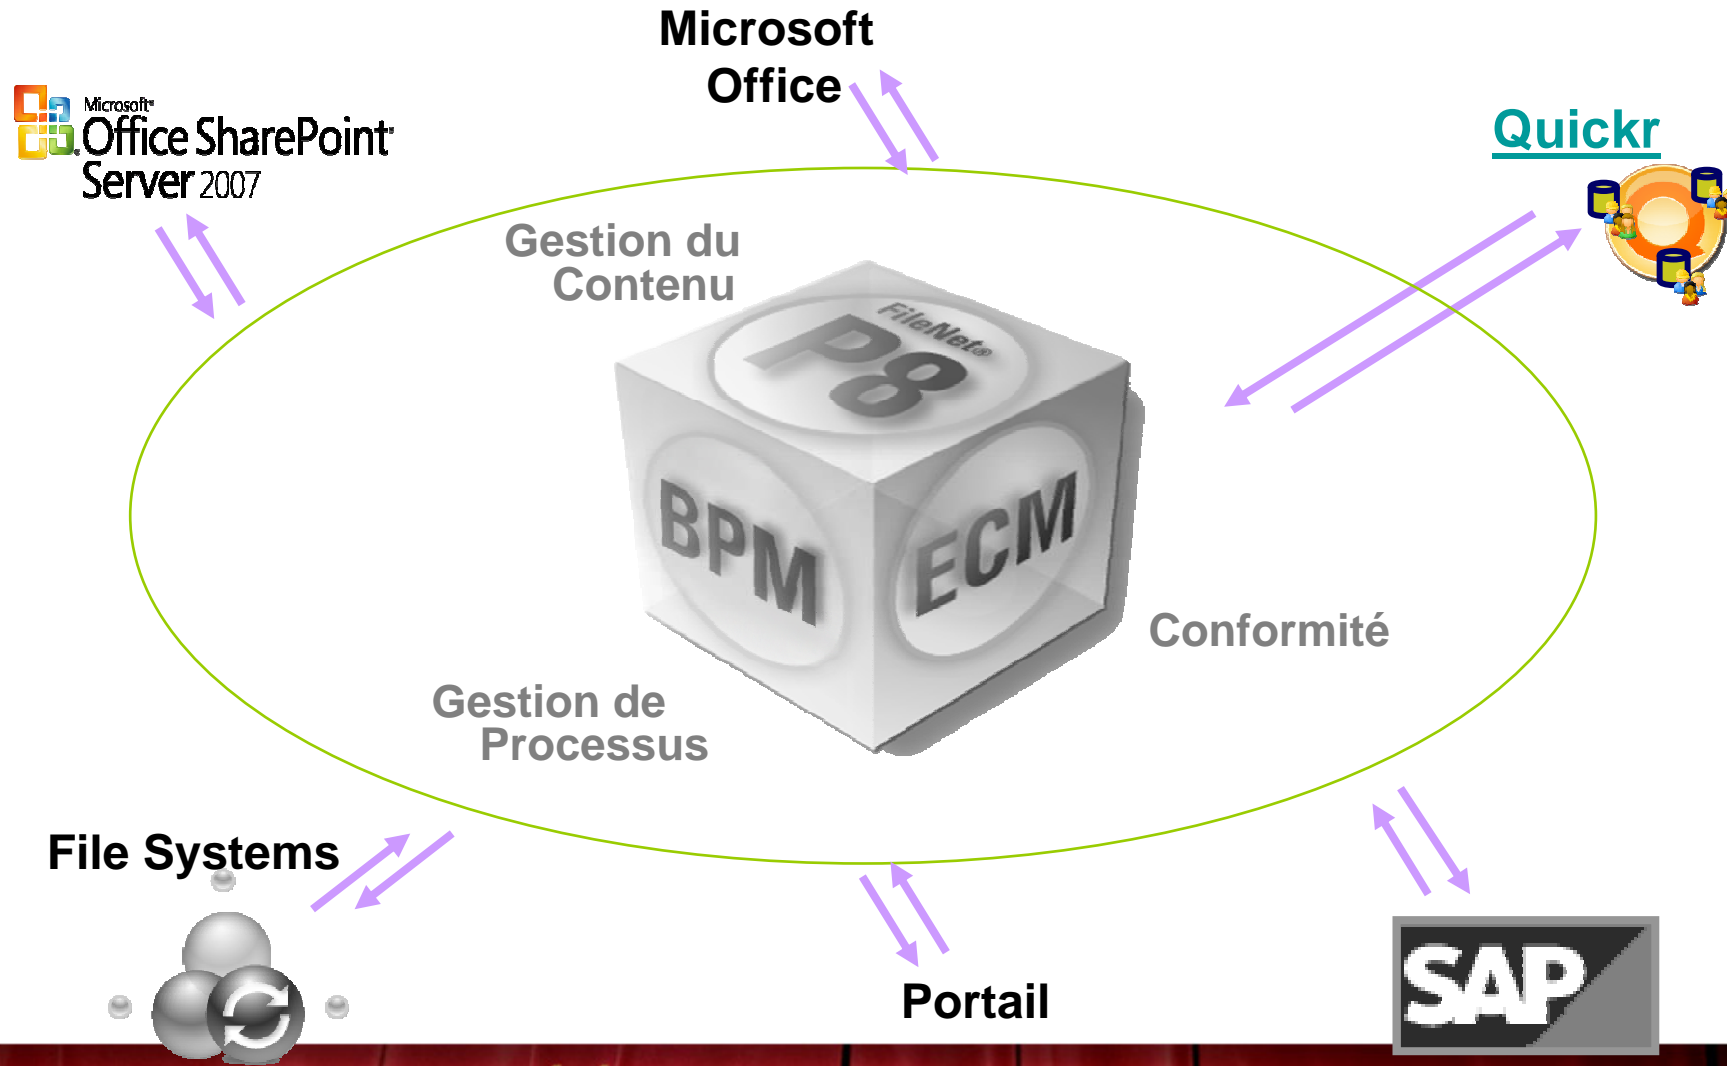 Microsoft
Office
Microsoft®
Office SharePoint®
Server 2007
Quickr
Gestion du
Contenu
FileNet®
P8
BPM
ECM
Conformité
Gestion de
Processus
File Systems
Portail
SAP